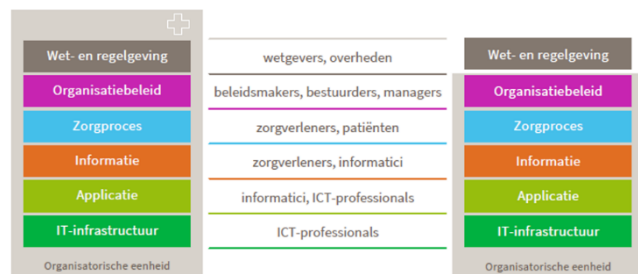 Wet- en regelgeving wetgevers, overheden Wet- en regelgeving
Organisatiebeleid beleidsmakers, bestuurders, managers Organisatiebeleid
Zorgproces zorgverleners, patiënten Zorgproces
Informatie zorgverleners, informatici Informatie
Applicatie informatici, ICT-professionals Applicatie
IT-infrastructuur ICT-professionals IT-infrastructuur
Organisatorische eenheid Organisatorische eenheid